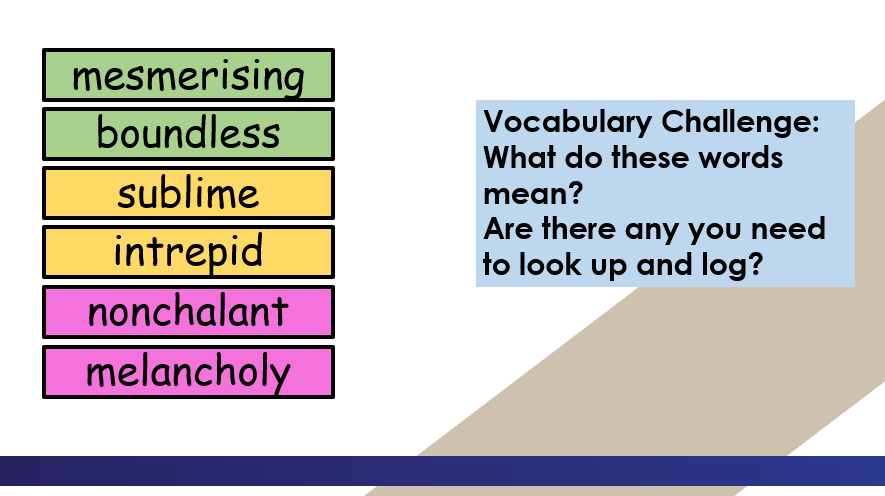 mesmerising
boundless
sublime
intrepid
nonchalant
melancholy
Vocabulary Challenge:
What do these words
mean?
Are there any you need
to look up and log?